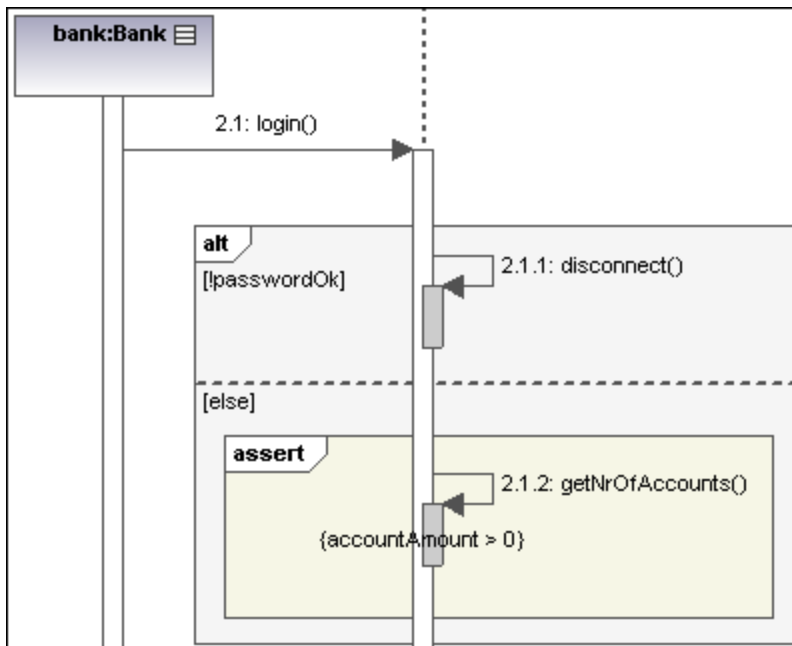 bank:Bank
2.1: login()
alt
2.1.1: disconnect()
[!passwordOk]
[else]
assert
2.1.2: getNrOfAccounts()
{accountAmount > 0}